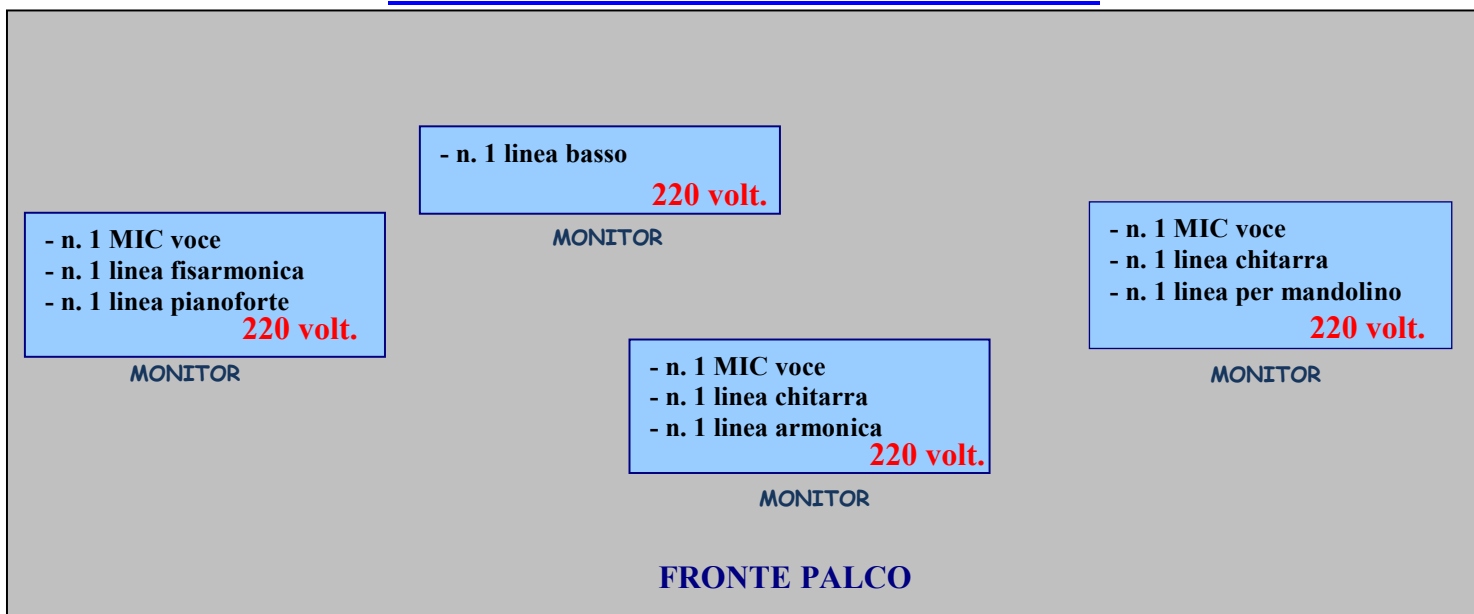 - n. 1 linea basso
220 volt.
MONITOR
- n. 1 MIC voce
- n. 1 linea fisarmonica
- n. 1 linea pianoforte
220 volt.
MONITOR
- n. 1 MIC voce
- n. 1 linea chitarra
- n. 1 linea per mandolino
220 volt.
MONITOR
- n. 1 MIC voce
- n. 1 linea chitarra
- n. 1 linea armonica
220 volt.
MONITOR
FRONTE PALCO